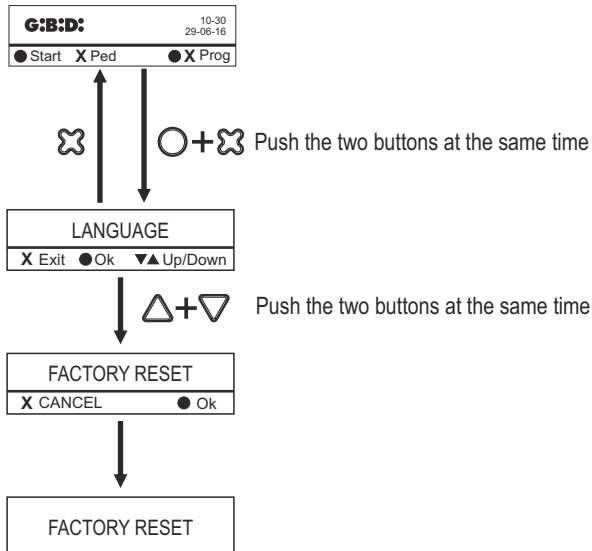 G:B:D:
10-30
29-06-16
● Start X Ped ● X Prog
+ Push the two buttons at the same time
LANGUAGE
X Exit ● Ok ▼▲ Up/Down
+ Push the two buttons at the same time
FACTORY RESET
X CANCEL ● Ok
FACTORY RESET